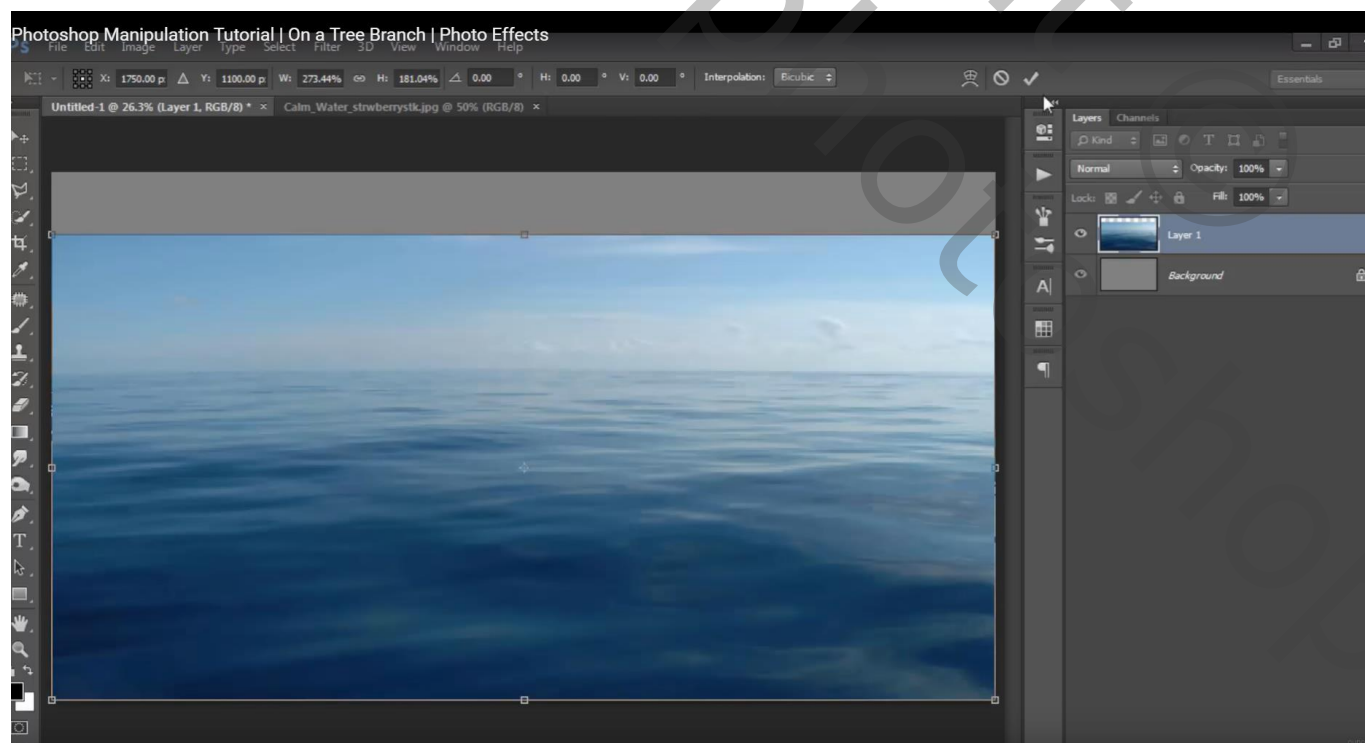 Photoshop Manipulation Tutorial | On a Tree Branch | Photo Effects
PS File Edit Image Layer Type Select Filter 3D View Window Help
X: 1750.00 p Y: 1100.00 p W: 273.44% H: 181.04% 0.00 ° H: 0.00 ° V: 0.00 ° Interpolation: Bicubic Essentials
Untitled-1 @ 26.3% (Layer 1, RGB/8) * × Calm_Water_strwberrystk.jpg @ 50% (RGB/8) ×
Layers Channels
Kind
Normal Opacity: 100%
Lock: Fill: 100%
Layer 1
Background